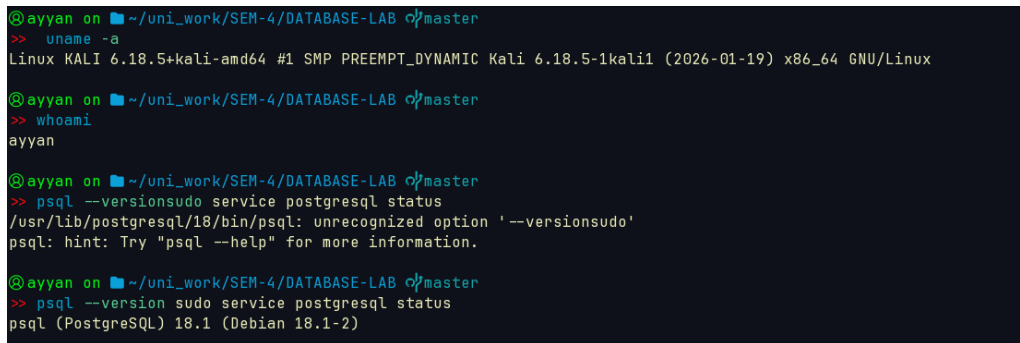 ayyan on ~/uni_work/SEM-4/DATABASE-LAB master
>> uname -a
Linux KALI 6.18.5+kali-amd64 #1 SMP PREEMPT_DYNAMIC Kali 6.18.5-1kali1 (2026-01-19) x86_64 GNU/Linux
ayyan on ~/uni_work/SEM-4/DATABASE-LAB master
>> whoami
ayyan
ayyan on ~/uni_work/SEM-4/DATABASE-LAB master
>> psql --versionsudo service postgresql status
/usr/lib/postgresql/18/bin/psql: unrecognized option '--versionsudo'
psql: hint: Try "psql --help" for more information.
ayyan on ~/uni_work/SEM-4/DATABASE-LAB master
>> psql --version sudo service postgresql status
psql (PostgreSQL) 18.1 (Debian 18.1-2)